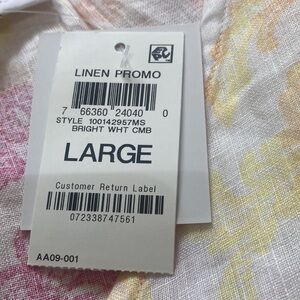 LINEN PROMO
7 66360 24040 0
STYLE 100142957MS
BRIGHT WHT CMB
LARGE
Customer Return Label
072338747561
AA09-001